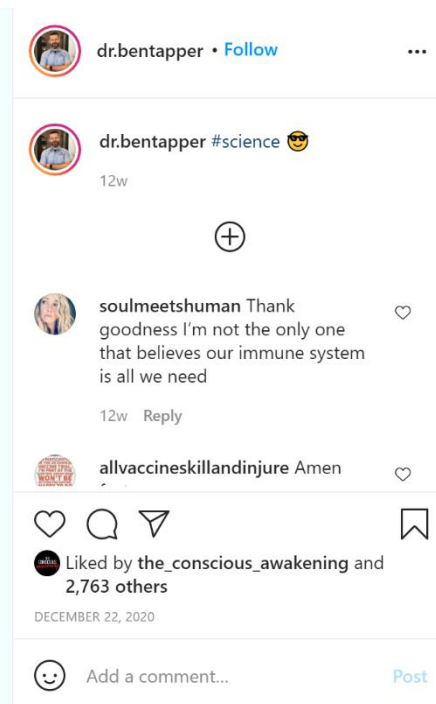 dr.bentapper • Follow
dr.bentapper #science 😎
12w
soulmeetshuman Thank
goodness I'm not the only one
that believes our immune system
is all we need
12w Reply
allvaccineskillandinjure Amen
Liked by the_conscious_awakening and
2,763 others
DECEMBER 22, 2020
Add a comment...
Post